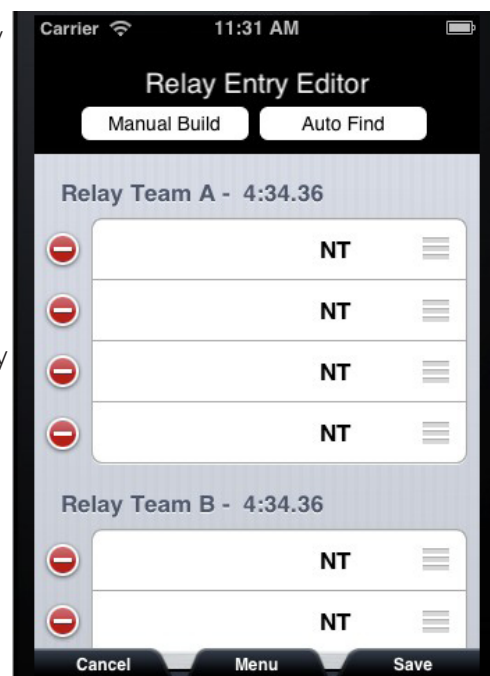 y
Carrier 11:31 AM
Relay Entry Editor
Manual Build Auto Find
Relay Team A - 4:34.36
NT
NT
NT
y
NT
Relay Team B - 4:34.36
NT
NT
Cancel Menu Save